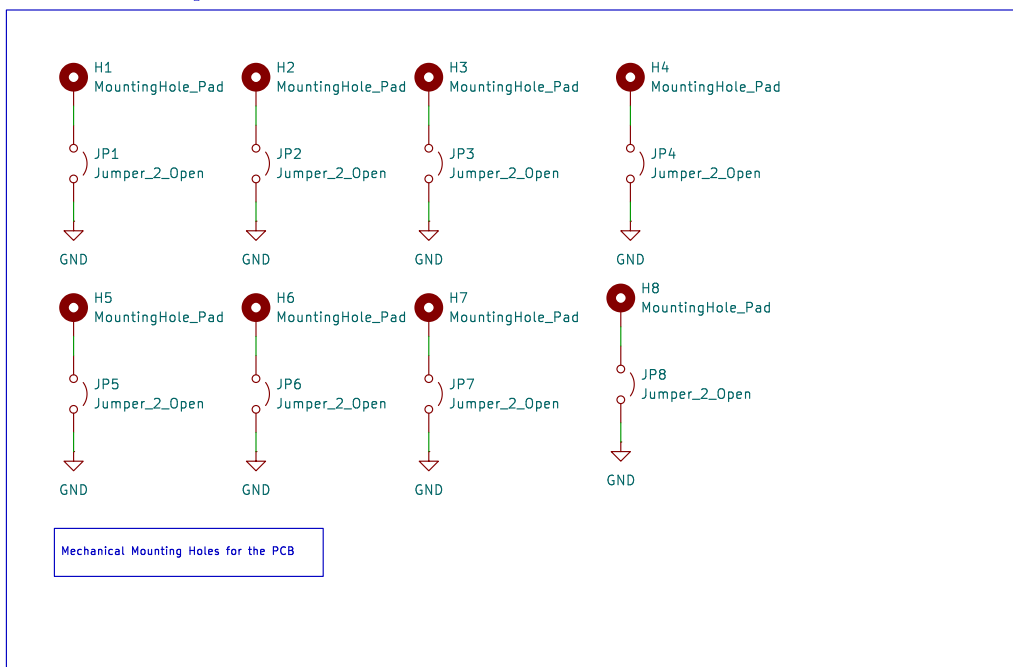 H1
MountingHole_Pad
H2
MountingHole_Pad
H3
MountingHole_Pad
H4
MountingHole_Pad
JP1
Jumper_2_Open
JP2
Jumper_2_Open
JP3
Jumper_2_Open
JP4
Jumper_2_Open
GND
GND
GND
GND
H5
MountingHole_Pad
H6
MountingHole_Pad
H7
MountingHole_Pad
H8
MountingHole_Pad
JP5
Jumper_2_Open
JP6
Jumper_2_Open
JP7
Jumper_2_Open
JP8
Jumper_2_Open
GND
GND
GND
GND
Mechanical Mounting Holes for the PCB